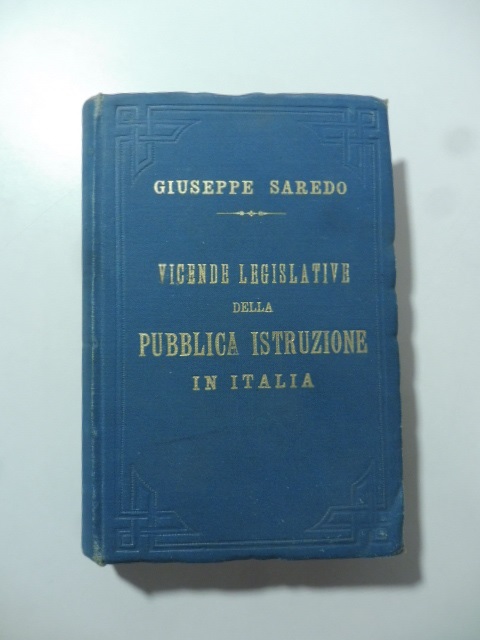 GIUSEPPE SAREDO
VICENDE LEGISLATIVE
DELLA
PUBBLICA ISTRUZIONE
IN ITALIA